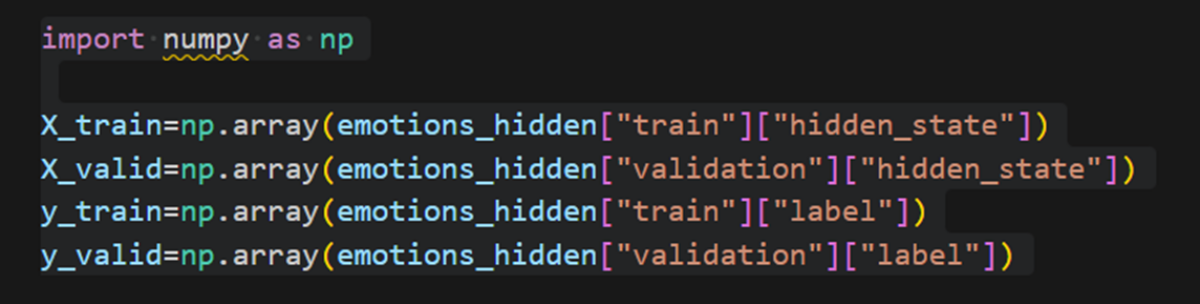 import numpy as np
X_train=np.array(emotions_hidden["train"]["hidden_state"])
X_valid=np.array(emotions_hidden["validation"]["hidden_state"])
y_train=np.array(emotions_hidden["train"]["label"])
y_valid=np.array(emotions_hidden["validation"]["label"])